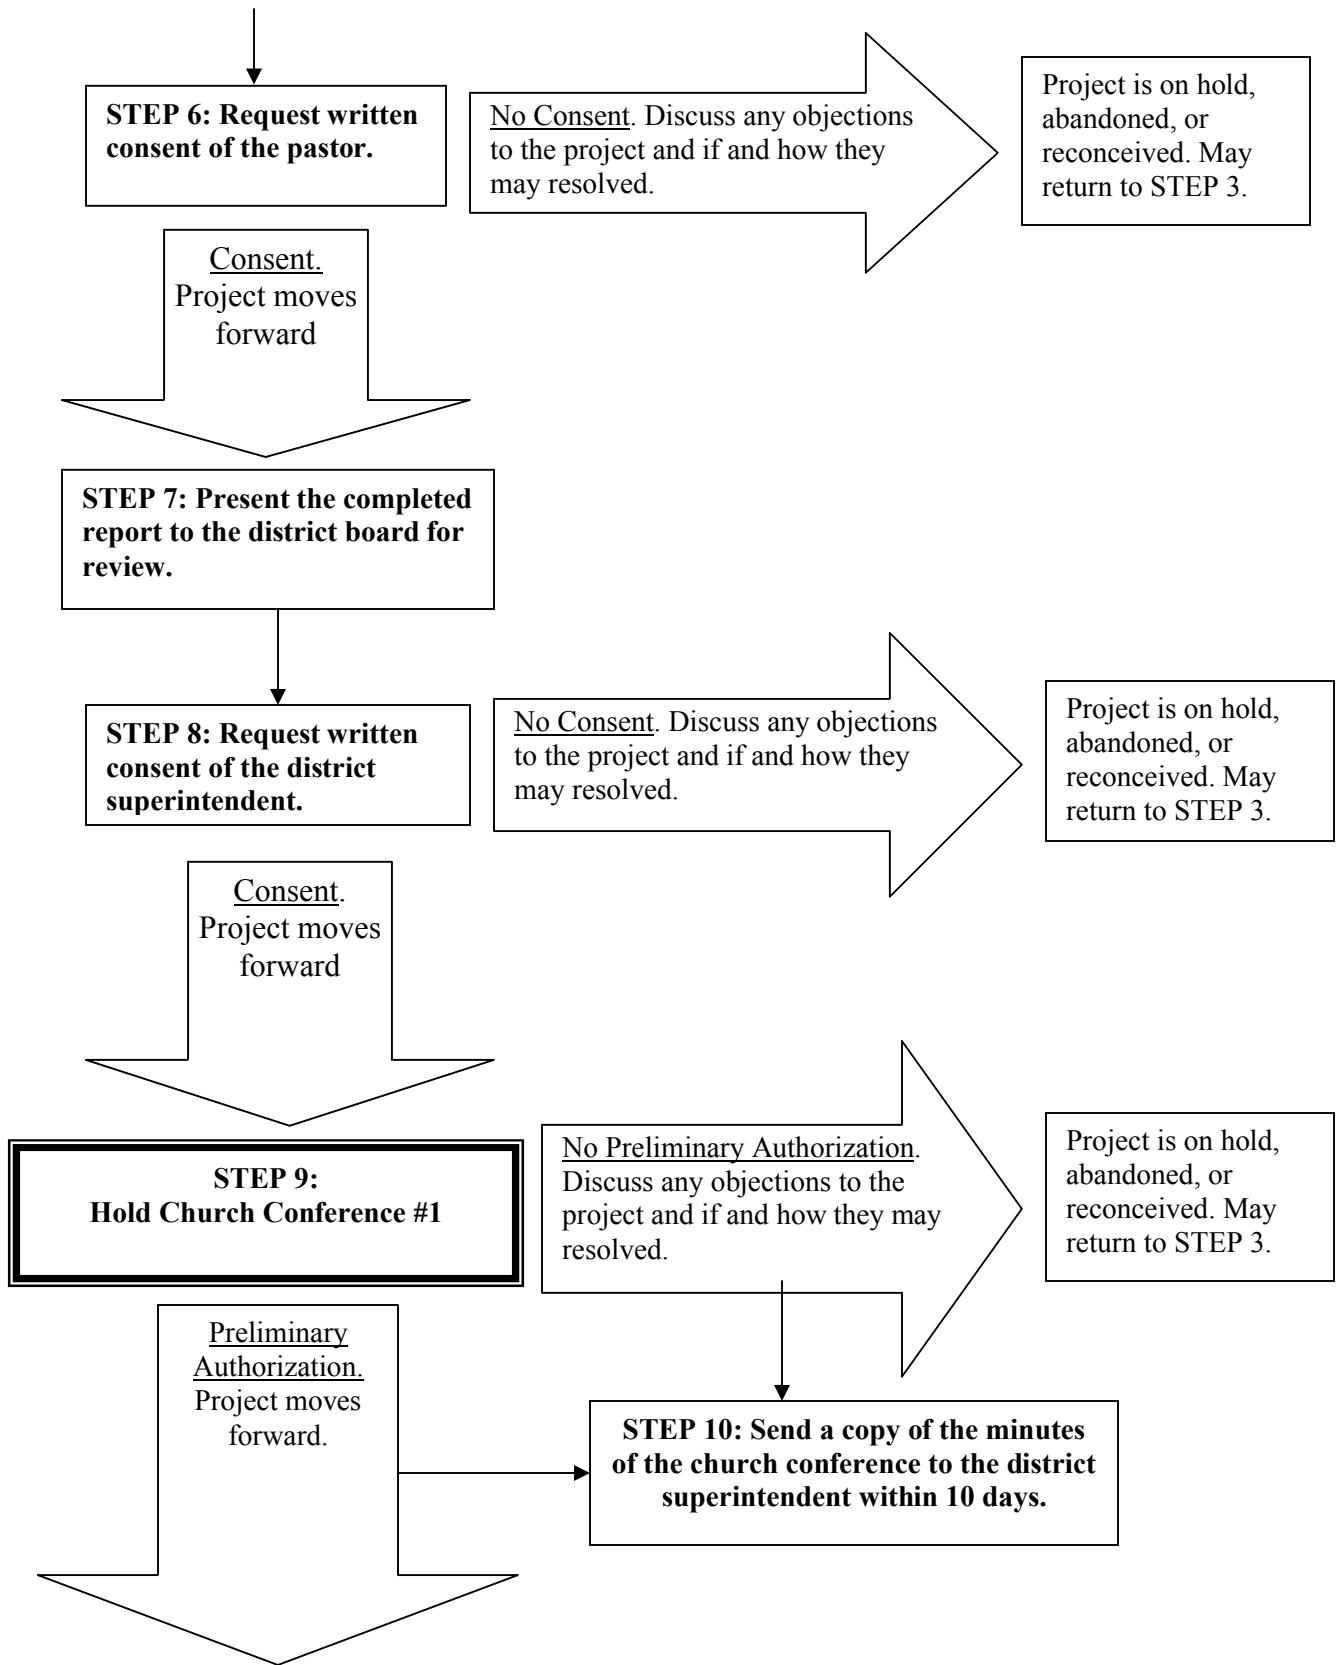 STEP 6: Request written
consent of the pastor.
No Consent. Discuss any objections
to the project and if and how they
may resolved.
Project is on hold,
abandoned, or
reconceived. May
return to STEP 3.
Consent.
Project moves
forward
STEP 7: Present the completed
report to the district board for
review.
STEP 8: Request written
consent of the district
superintendent.
No Consent. Discuss any objections
to the project and if and how they
may resolved.
Project is on hold,
abandoned, or
reconceived. May
return to STEP 3.
Consent.
Project moves
forward
STEP 9:
Hold Church Conference #1
No Preliminary Authorization.
Discuss any objections to the
project and if and how they may
resolved.
Project is on hold,
abandoned, or
reconceived. May
return to STEP 3.
Preliminary
Authorization.
Project moves
forward.
STEP 10: Send a copy of the minutes
of the church conference to the district
superintendent within 10 days.